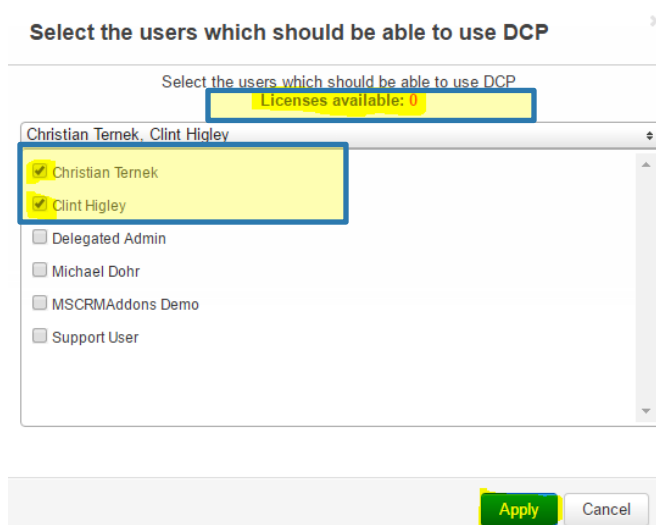 Select the users which should be able to use DCP
Select the users which should be able to use DCP
Licenses available: 0
Christian Ternek, Clint Higley
Christian Ternek
Clint Higley
Delegated Admin
Michael Dohr
MSCRMAddons Demo
Support User
Apply Cancel